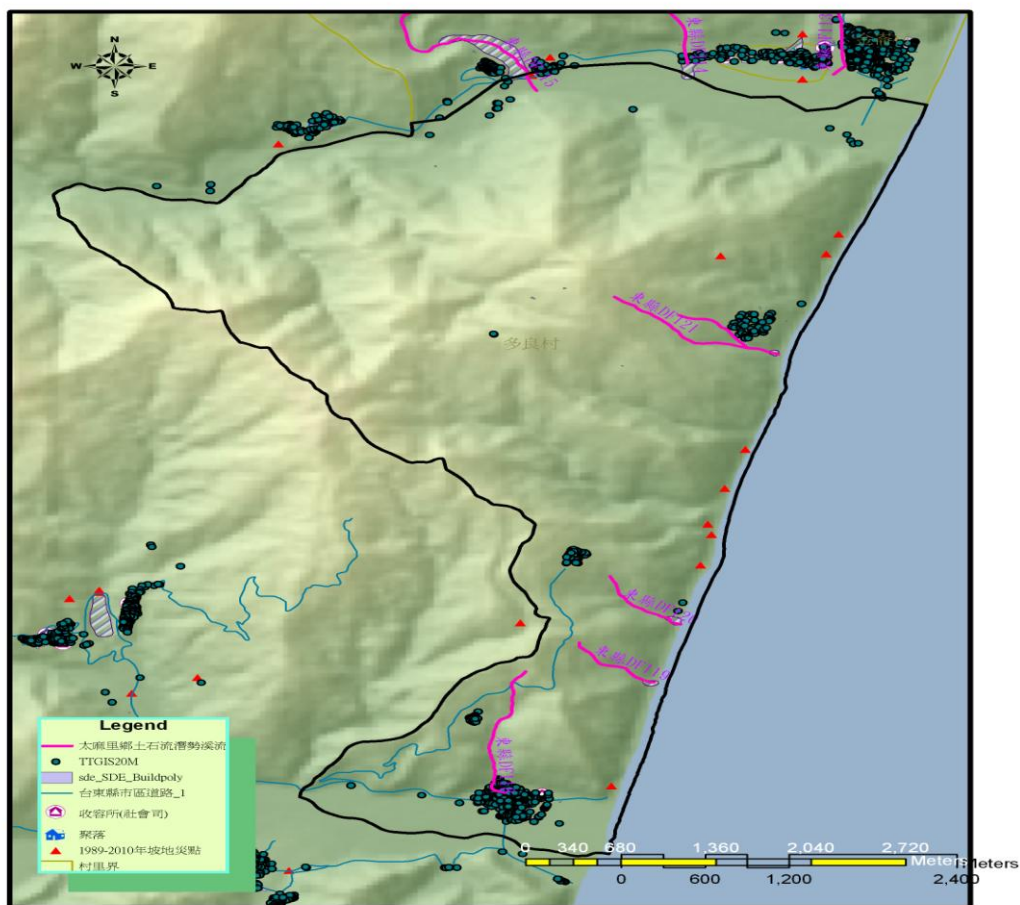 N
W E
S
多良村
東縣DF121
東縣DF119
Legend
太麻里鄉土石流潛勢溪流
TTGIS20M
sde_SDE_Buildpoly
台東縣市區道路_1
收容所(社會司)
聚落
1989-2010年坡地災點
村里界
0 340 680 1,360 2,040 2,720
Meters
Meters
0 600 1,200 2,400